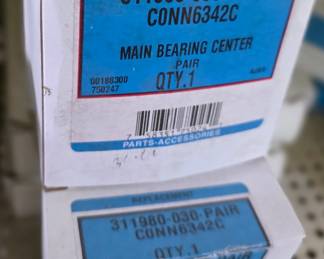 CONN6342C
MAIN BEARING CENTER
PAIR
00188300
750247
QTY.1
PARTS-ACCESSORIES
REPLACEMENT
311980-030-PAIR
CONN6342C
QTY.1